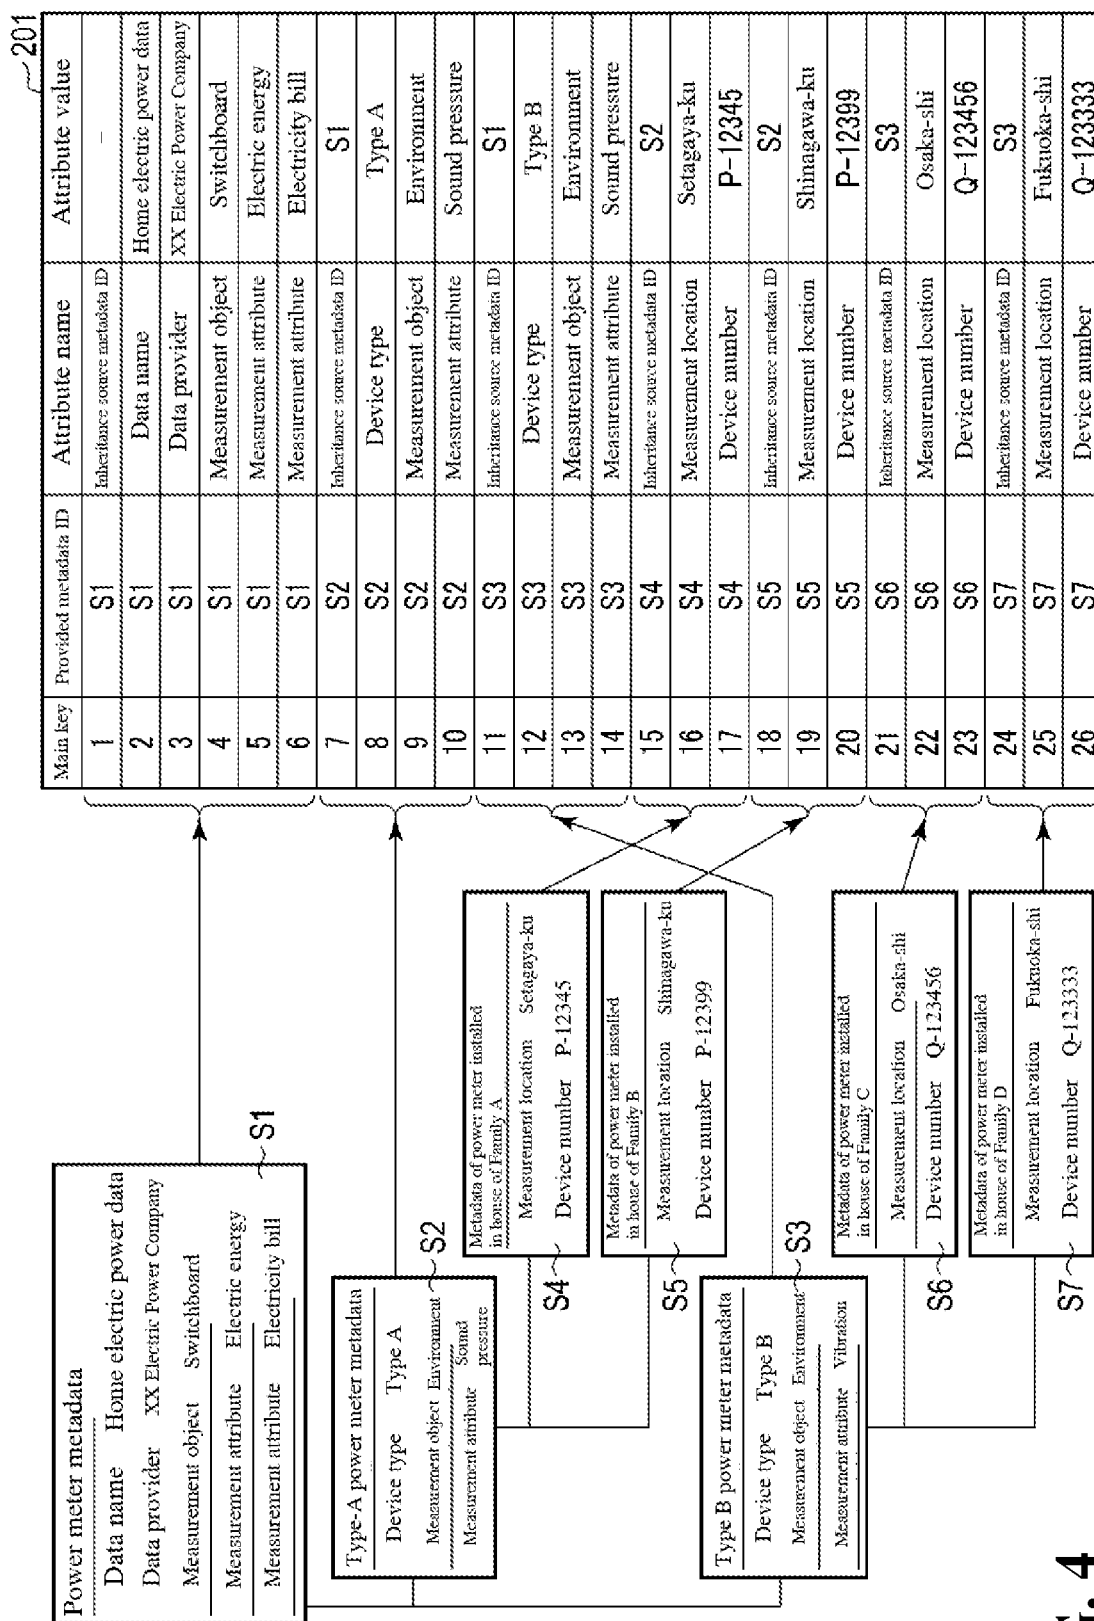 Power meter metadata
Data name Home electric power data
Data provider XX Electric Power Company
Measurement object Switchboard
Measurement attribute Electric energy
Measurement attribute Electricity bill
S1
Type-A power meter metadata
Device type Type A
Measurement object Environment
Measurement attribute Sound pressure
S2
Metadata of power meter installed
in house of Family A
Measurement location Setagaya-ku
Device number P-12345
S4
Metadata of power meter installed
in house of Family B
Measurement location Shinagawa-ku
Device number P-12399
S5
Type B power meter metadata
Device type Type B
Measurement object Environment
Measurement attribute Vibration
S3
Metadata of power meter installed
in house of Family C
Measurement location Osaka-shi
Device number Q-123456
S6
Metadata of power meter installed
in house of Family D
Measurement location Fukuoka-shi
Device number Q-123333
S7
201
Main key Provided metadata ID Attribute name Attribute value
1 S1 Inheritance source metadata ID –
2 S1 Data name Home electric power data
3 S1 Data provider XX Electric Power Company
4 S1 Measurement object Switchboard
5 S1 Measurement attribute Electric energy
6 S1 Measurement attribute Electricity bill
7 S2 Inheritance source metadata ID S1
8 S2 Device type Type A
9 S2 Measurement object Environment
10 S2 Measurement attribute Sound pressure
11 S3 Inheritance source metadata ID S1
12 S3 Device type Type B
13 S3 Measurement object Environment
14 S3 Measurement attribute Sound pressure
15 S4 Inheritance source metadata ID S2
16 S4 Measurement location Setagaya-ku
17 S4 Device number P-12345
18 S5 Inheritance source metadata ID S2
19 S5 Measurement location Shinagawa-ku
20 S5 Device number P-12399
21 S6 Inheritance source metadata ID S3
22 S6 Measurement location Osaka-shi
23 S6 Device number Q-123456
24 S7 Inheritance source metadata ID S3
25 S7 Measurement location Fukuoka-shi
26 S7 Device number Q-123333
4